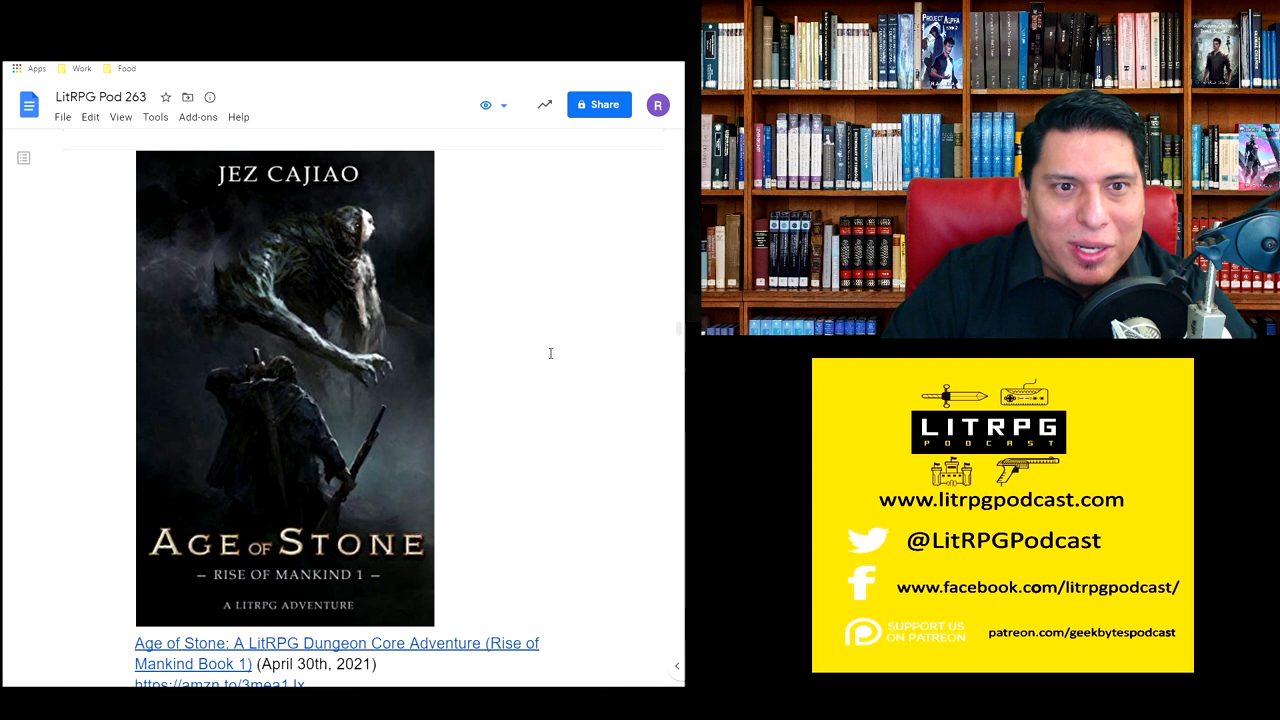 Apps Work Food
LitRPG Pod 263
File Edit View Tools Add-ons Help
Share
R
JEZ CAJIAO
AGE OF STONE
– RISE OF MANKIND 1 –
A LITRPG ADVENTURE
Age of Stone: A LitRPG Dungeon Core Adventure (Rise of
Mankind Book 1) (April 30th, 2021)
PROJECT ALPHA
LITRPG
PODCAST
www.litrpgpodcast.com
@LitRPGPodcast
www.facebook.com/litrpgpodcast/
SUPPORT US
ON PATREON
patreon.com/geekbytespodcast